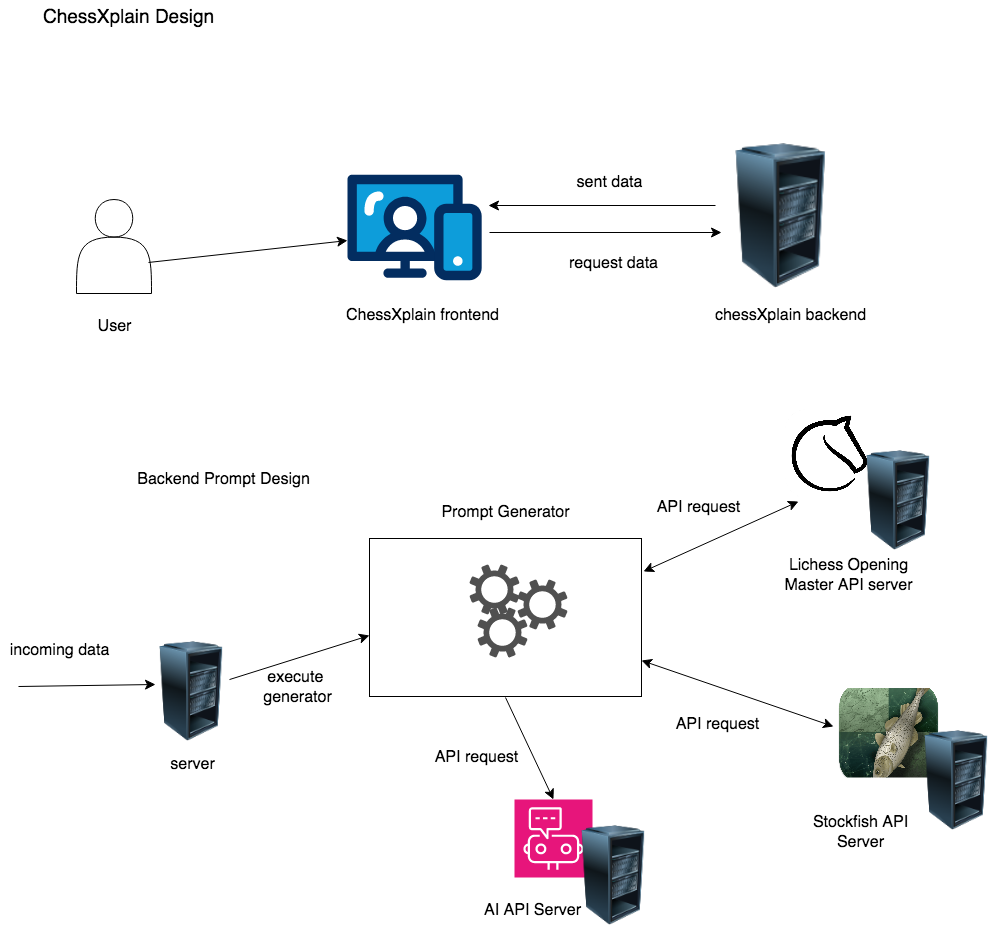 ChessXplain Design
sent data
request data
User
ChessXplain frontend
chessXplain backend
Backend Prompt Design
Prompt Generator
API request
Lichess Opening
Master API server
incoming data
execute
generator
server
API request
API request
Stockfish API
Server
AI API Server